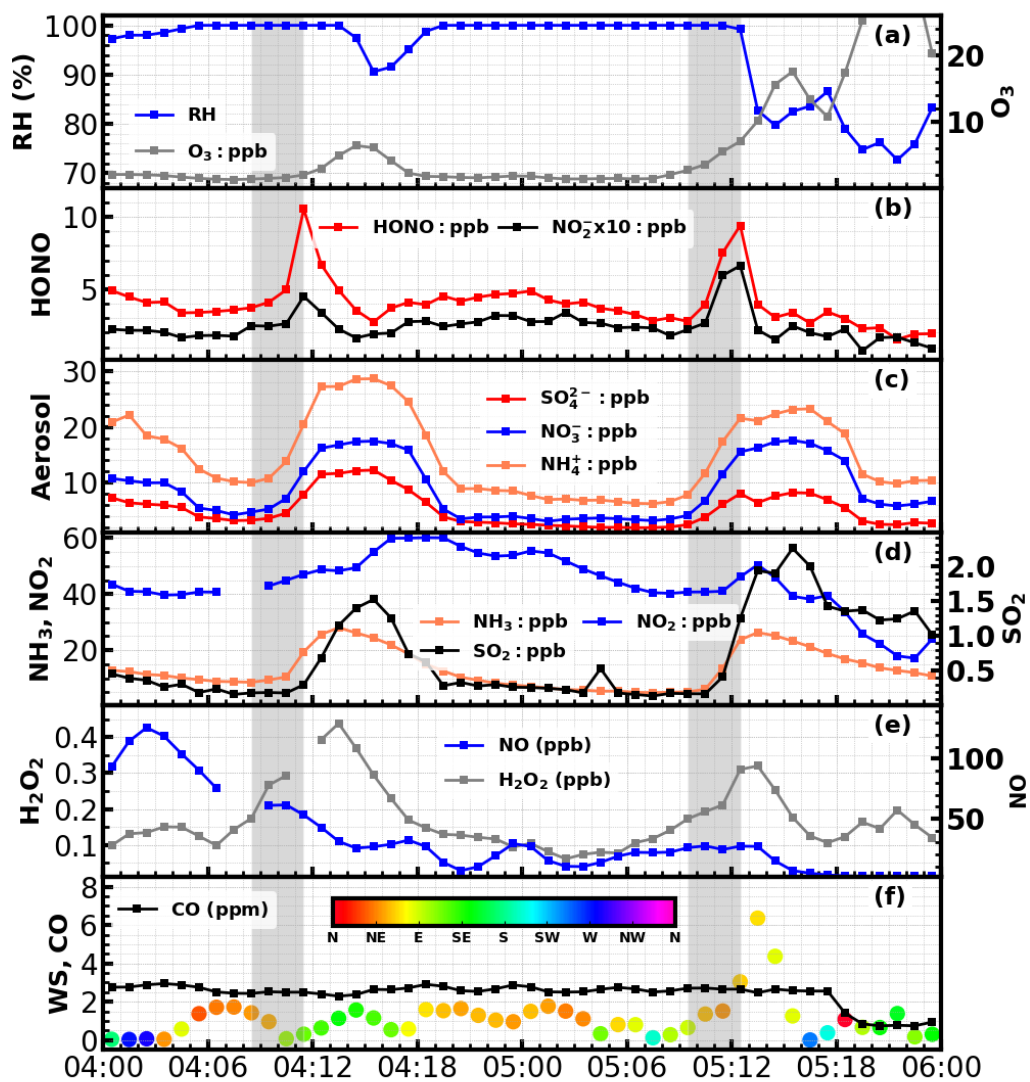 100
90
80
70
RH (%)
RH
O₃ : ppb
(a)
20
10
O₃
10
5
HONO
HONO : ppb
NO₂⁻x10 : ppb
(b)
30
20
10
Aerosol
SO₄²⁻ : ppb
NO₃⁻ : ppb
NH₄⁺ : ppb
(c)
60
60
40
20
NH₃, NO₂
NH₃ : ppb
NO₂ : ppb
SO₂ : ppb
(d)
2.0
1.5
1.0
0.5
SO₂
0.4
0.3
0.2
0.1
H₂O₂
NO (ppb)
H₂O₂ (ppb)
(e)
100
50
NO
8
6
4
2
0
WS, CO
CO (ppm)
N NE E SE S SW W NW N
(f)
04:00 04:06 04:12 04:18 05:00 05:06 05:12 05:18 06:00